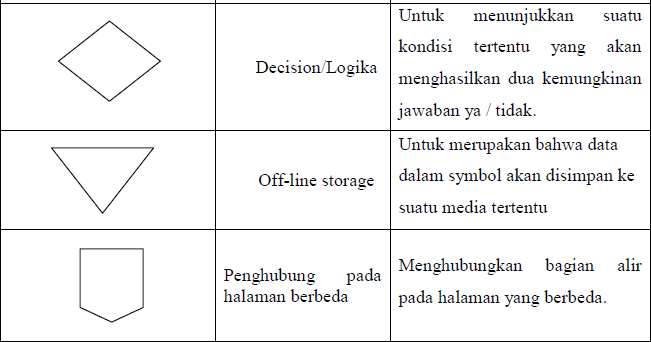 Decision/Logika
Untuk menunjukkan suatu
kondisi tertentu yang akan
menghasilkan dua kemungkinan
jawaban ya / tidak.
Off-line storage
Untuk merupakan bahwa data
dalam symbol akan disimpan ke
suatu media tertentu
Penghubung pada
halaman berbeda
Menghubungkan bagian alir
pada halaman yang berbeda.